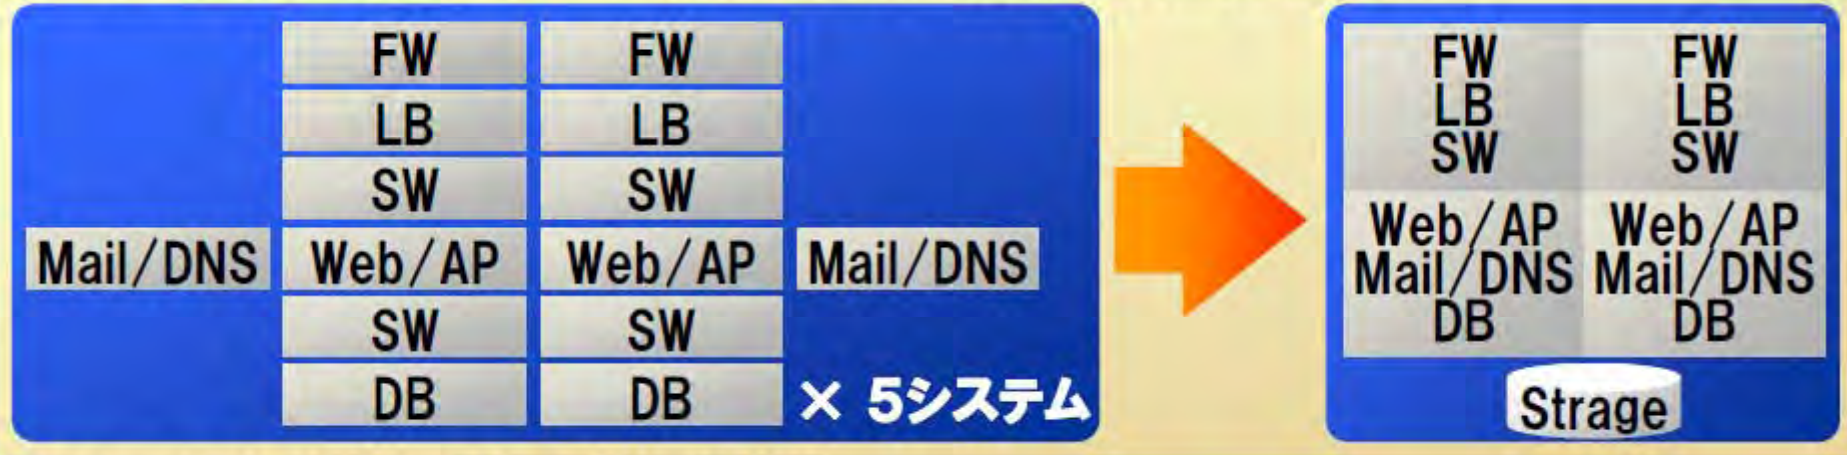 FW FW
LB LB
SW SW
Mail/DNS Web/AP Web/AP Mail/DNS
SW SW
DB DB × 5システム
FW FW
LB LB
SW SW
Web/AP Web/AP
Mail/DNS Mail/DNS
DB DB
Strage